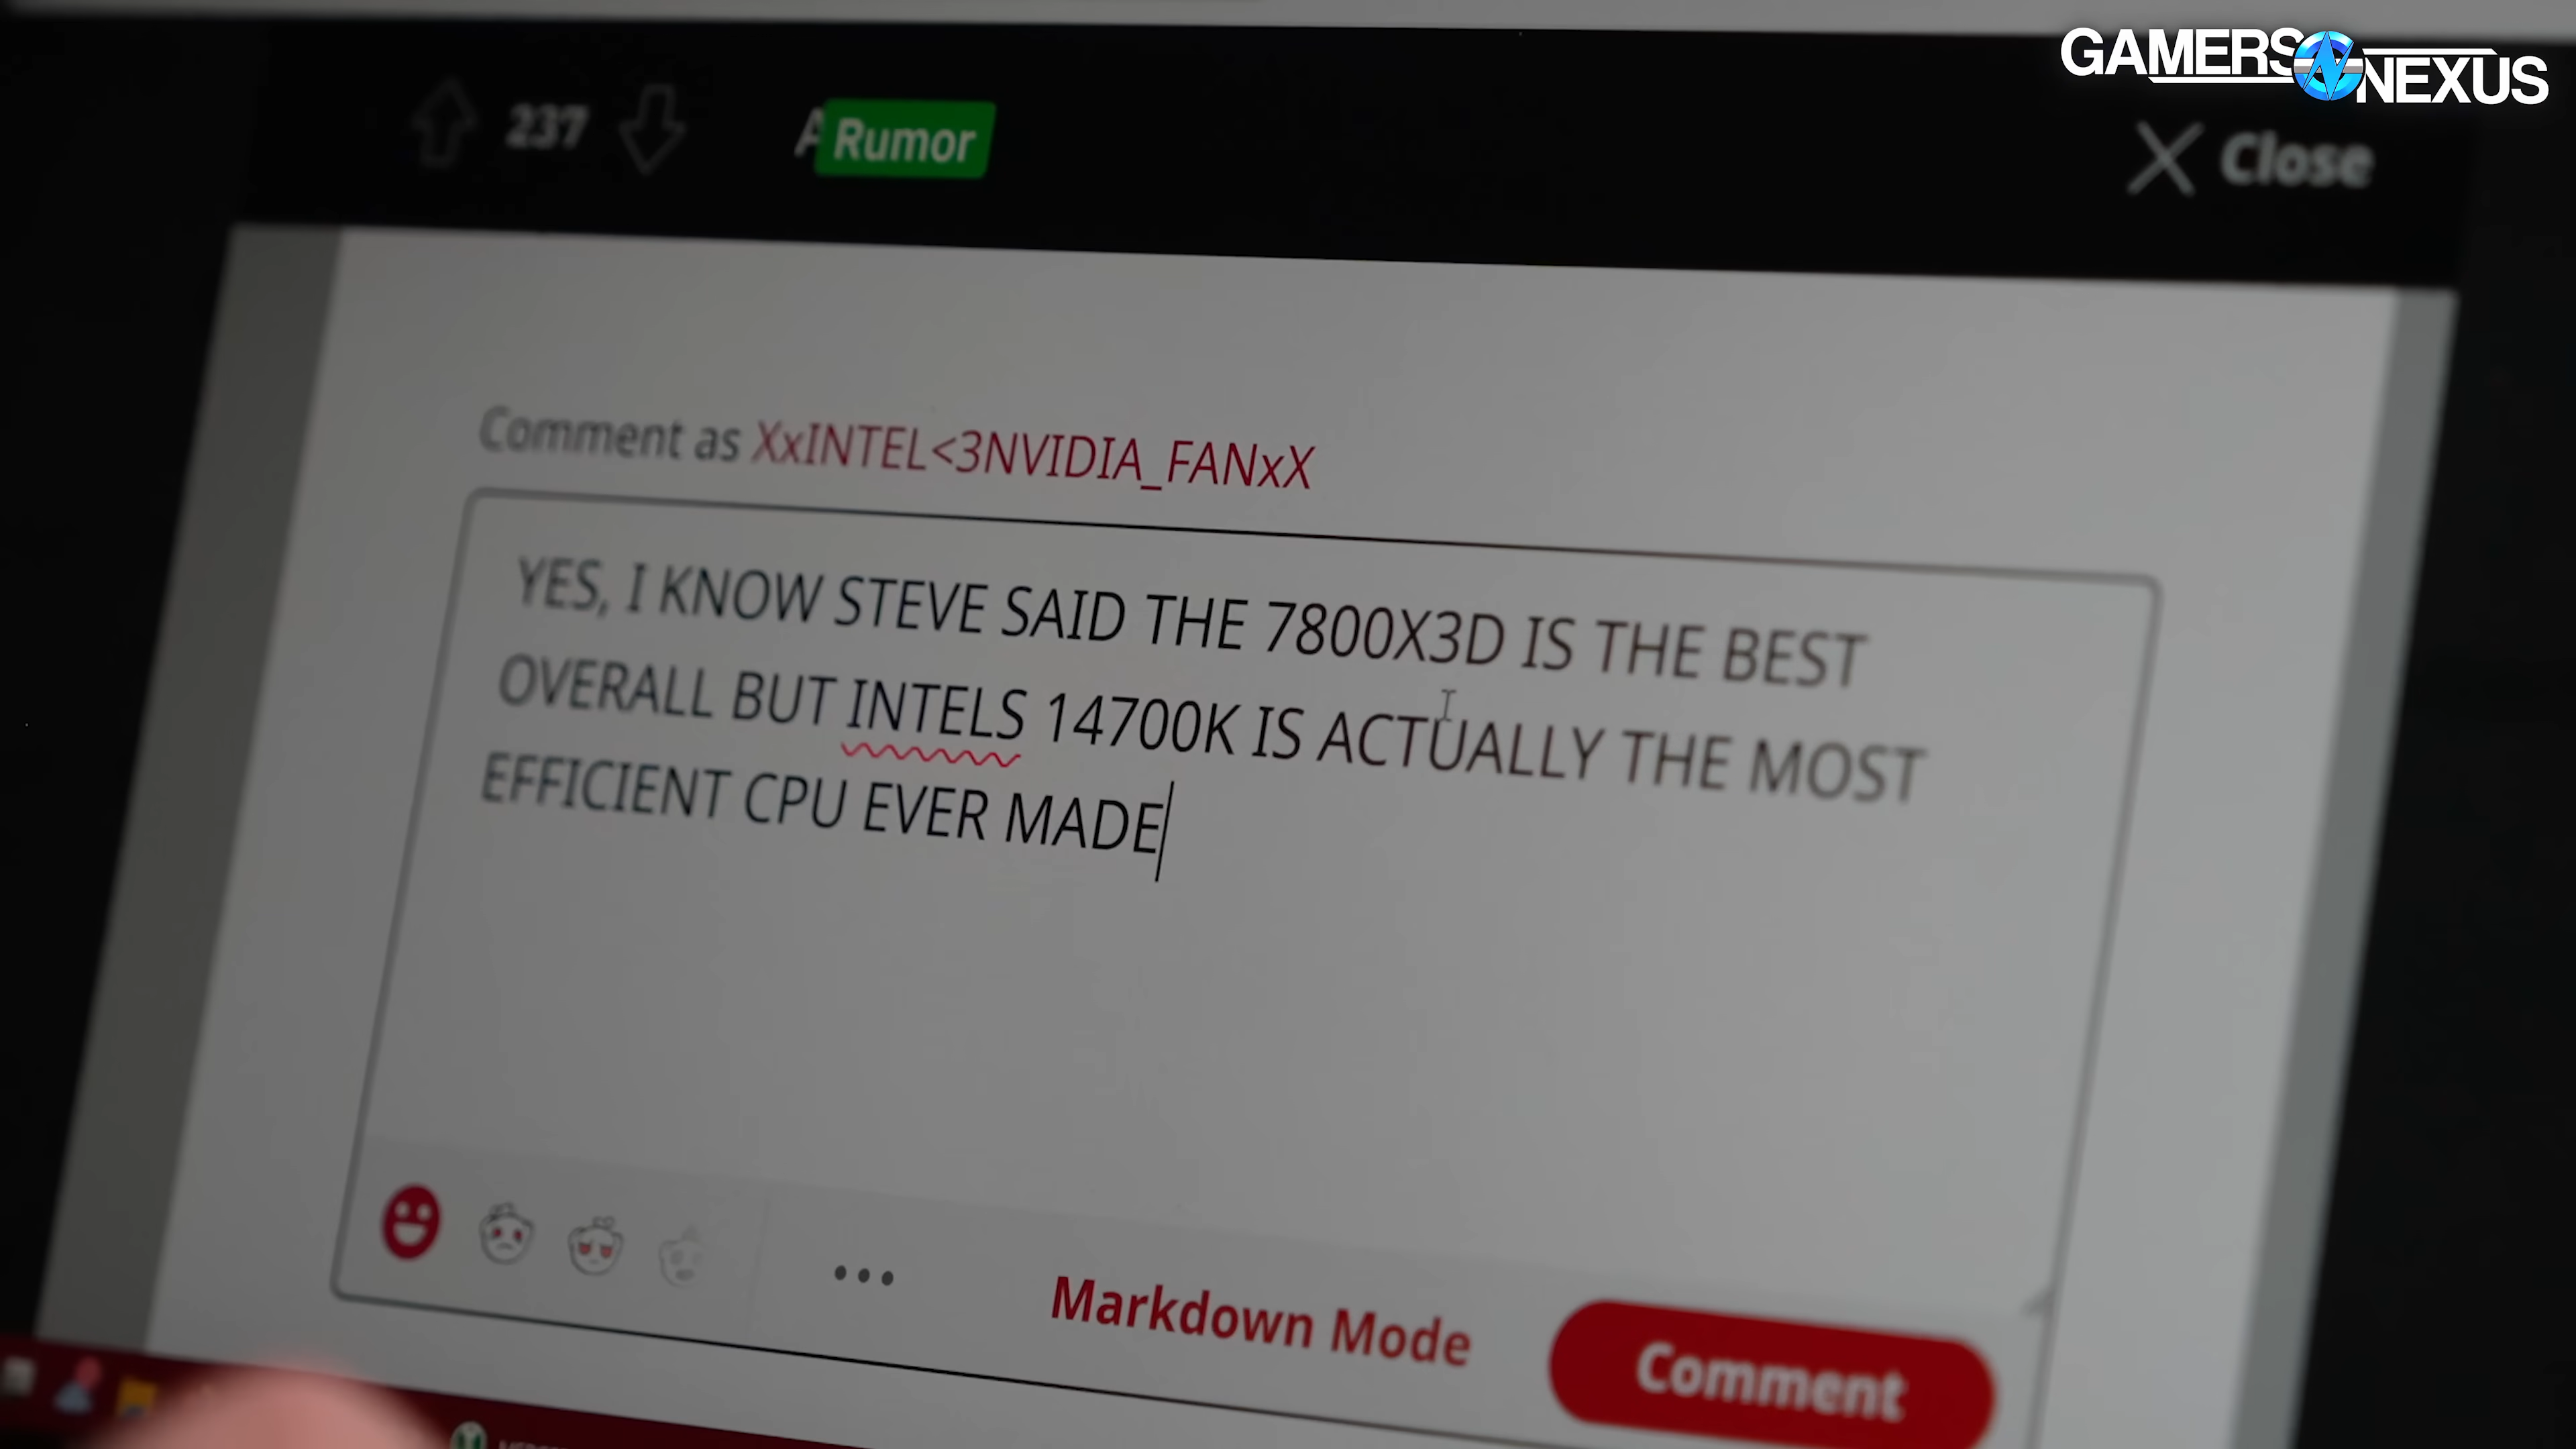 GAMERS NEXUS
237
Rumor
Close
Comment as XxINTEL<3NVIDIA_FANxX
YES, I KNOW STEVE SAID THE 7800X3D IS THE BEST
OVERALL BUT INTELS 14700K IS ACTUALLY THE MOST
EFFICIENT CPU EVER MADE
Markdown Mode
Comment